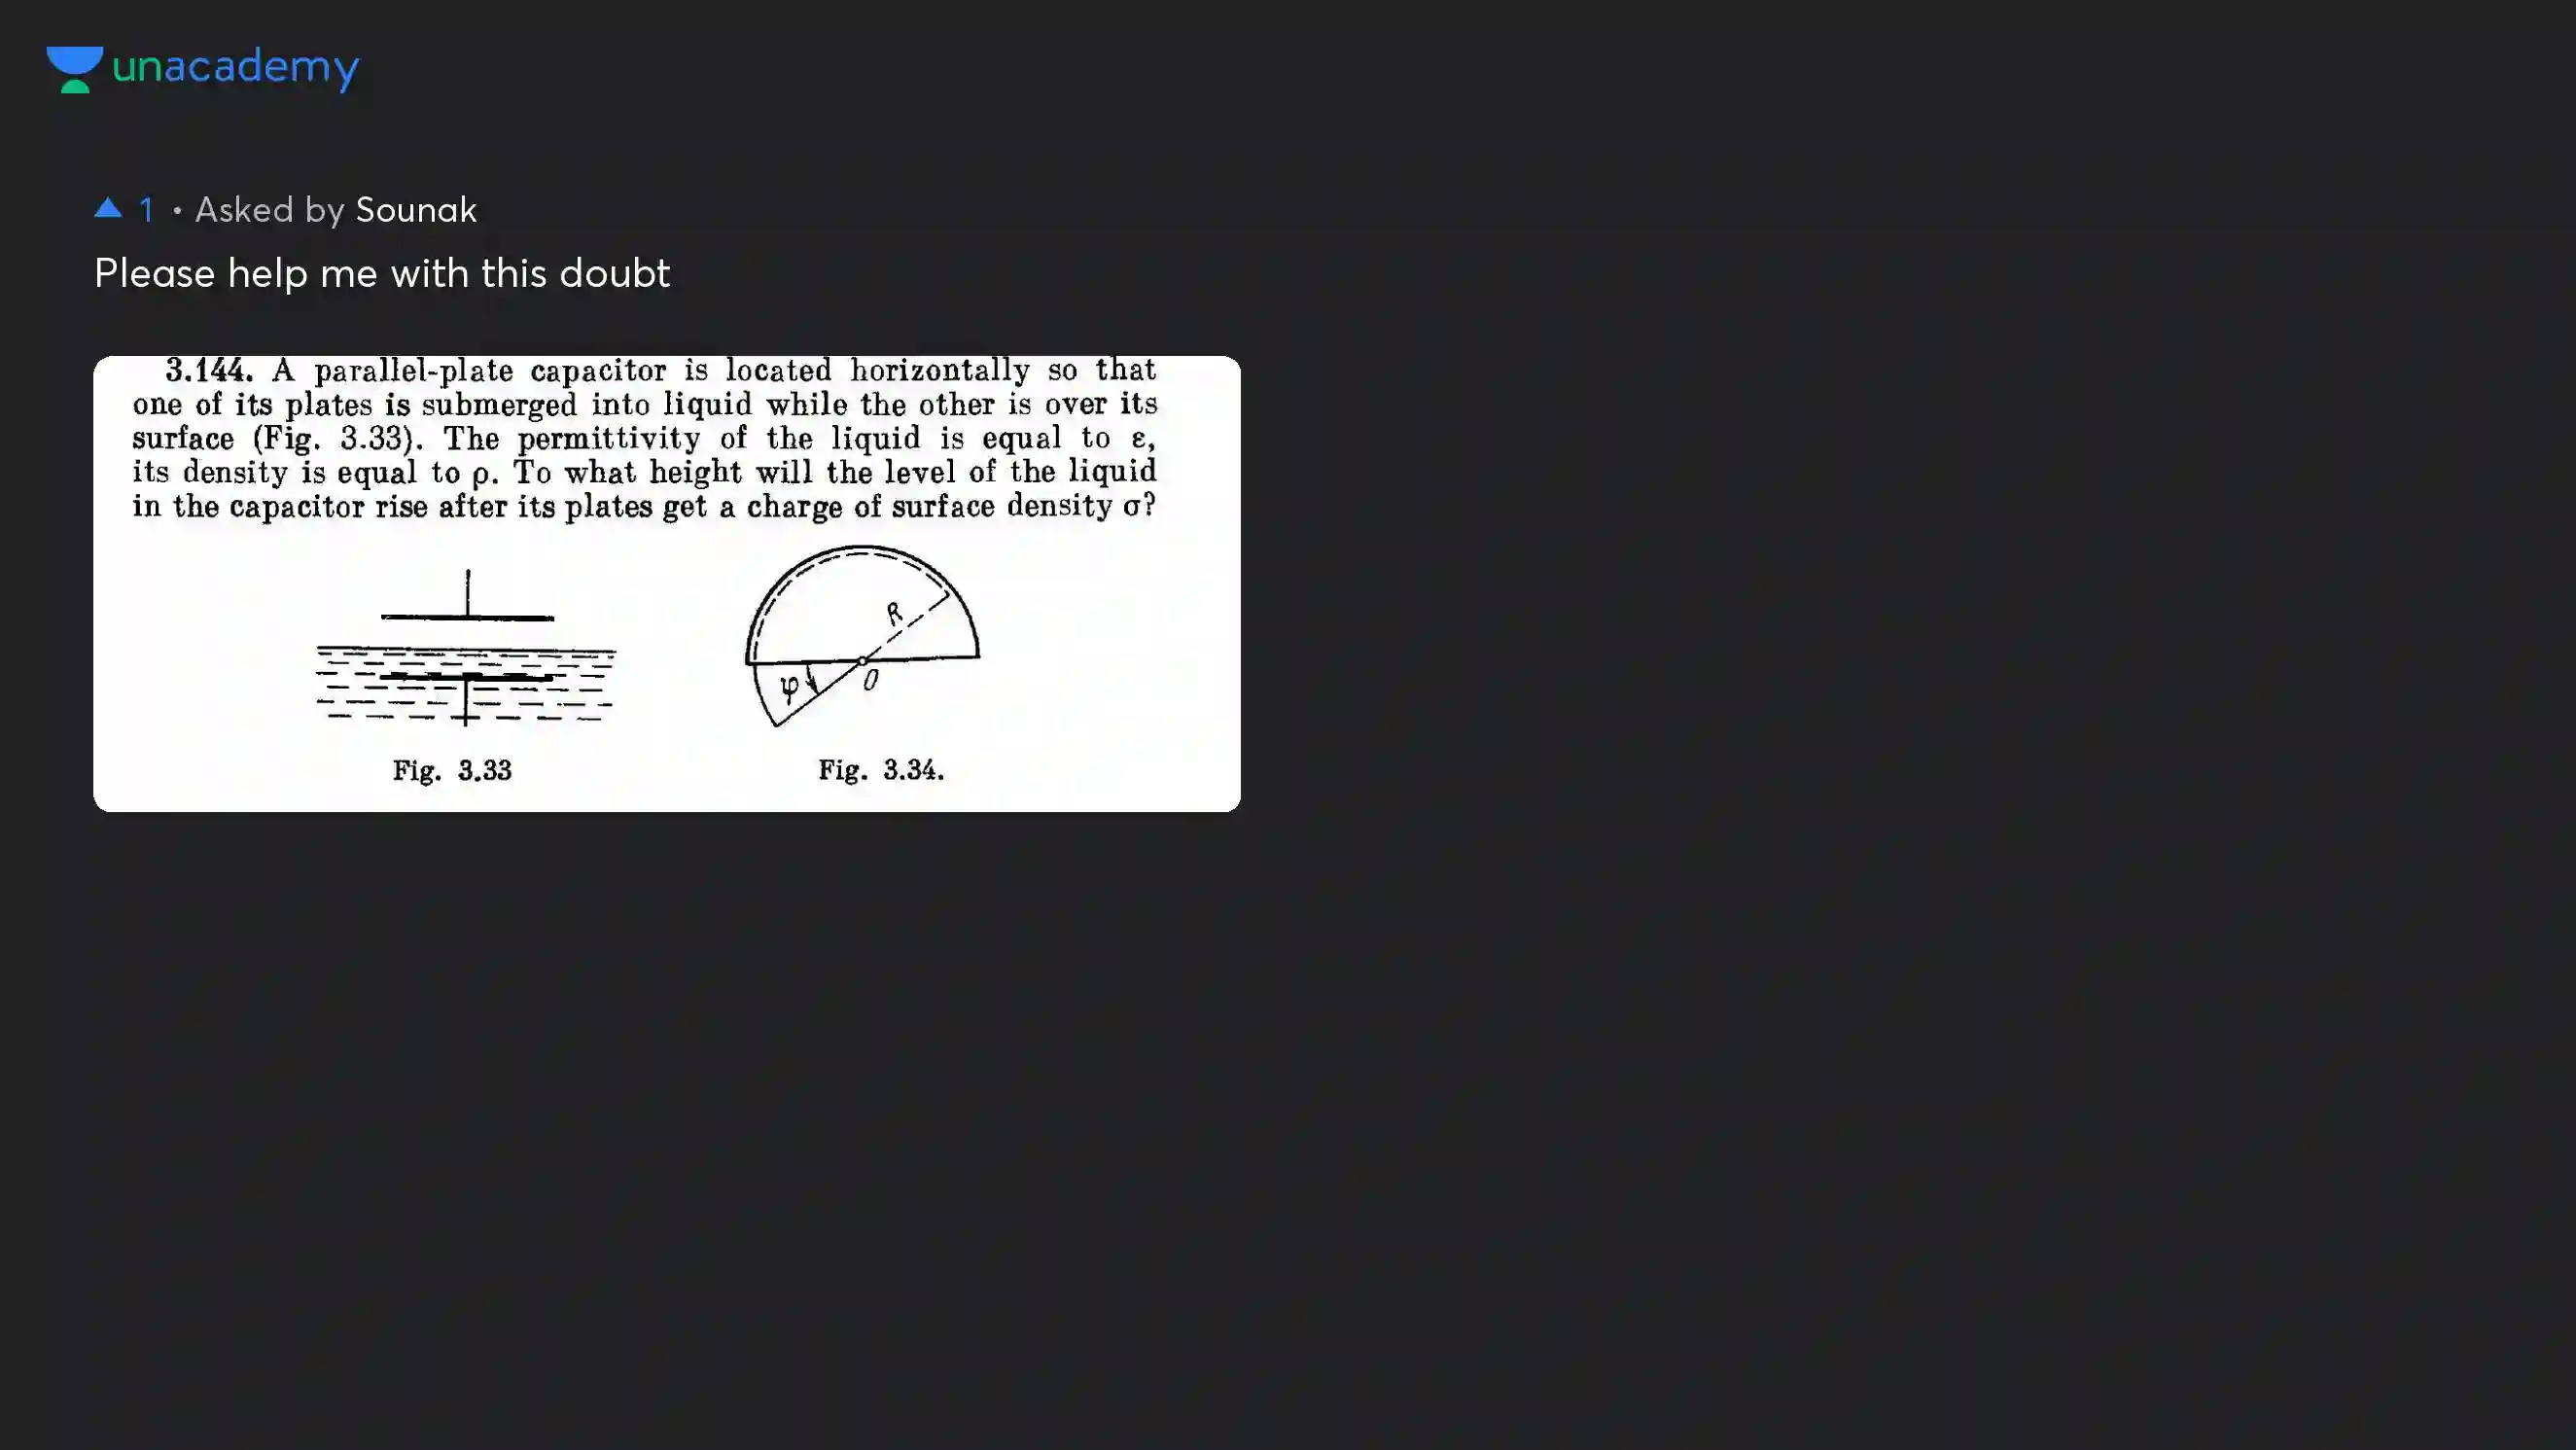 unacademy
1 • Asked by Sounak
Please help me with this doubt
3.144. A parallel-plate capacitor is located horizontally so that
one of its plates is submerged into liquid while the other is over its
surface (Fig. 3.33). The permittivity of the liquid is equal to ε,
its density is equal to ρ. To what height will the level of the liquid
in the capacitor rise after its plates get a charge of surface density σ?
R
φ
O
Fig. 3.33
Fig. 3.34.